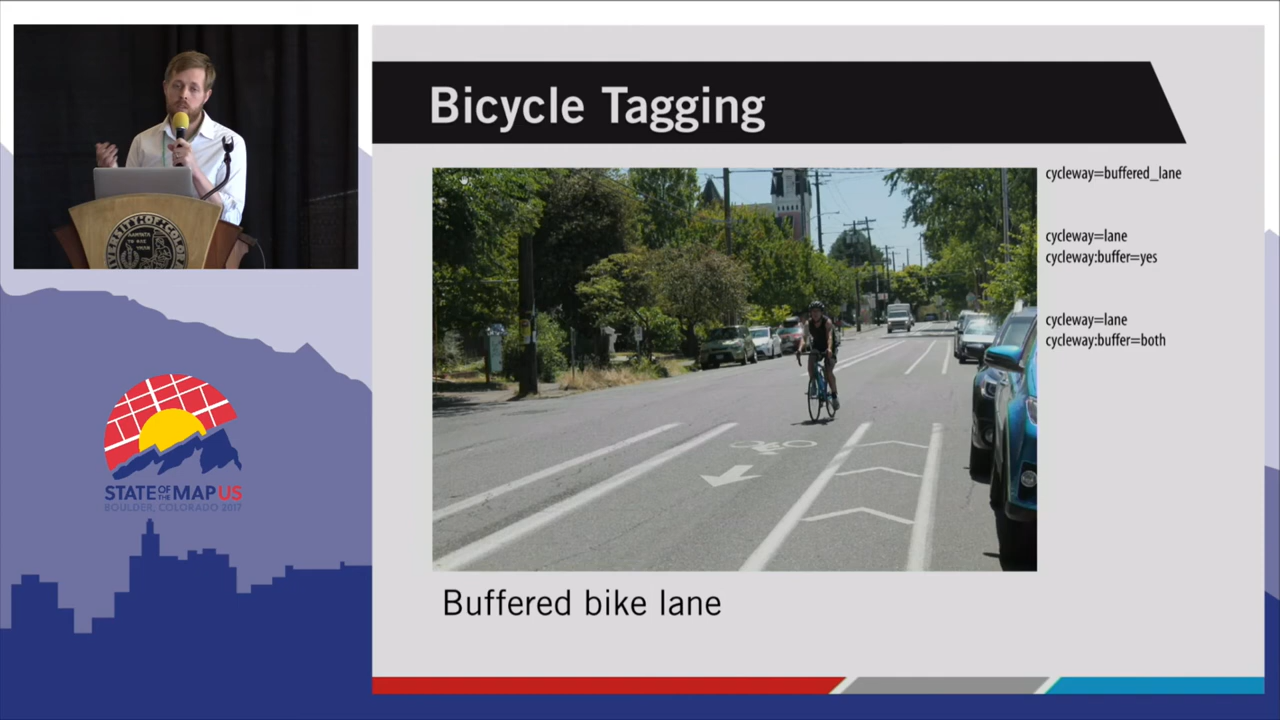 Bicycle Tagging
cycleway=buffered_lane
cycleway=lane
cycleway:buffer=yes
cycleway=lane
cycleway:buffer=both
Buffered bike lane
STATE OF THE MAP US
BOULDER, COLORADO 2017